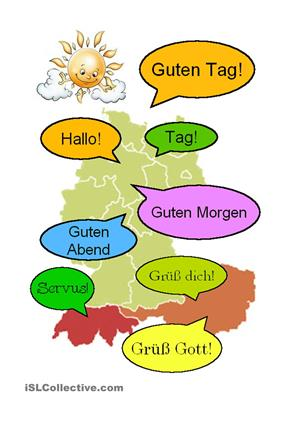 Guten Tag!
Hallo!
Tag!
Guten Morgen
Guten
Abend
Grüß dich!
Servus!
Grüß Gott!
iSLCollective.com